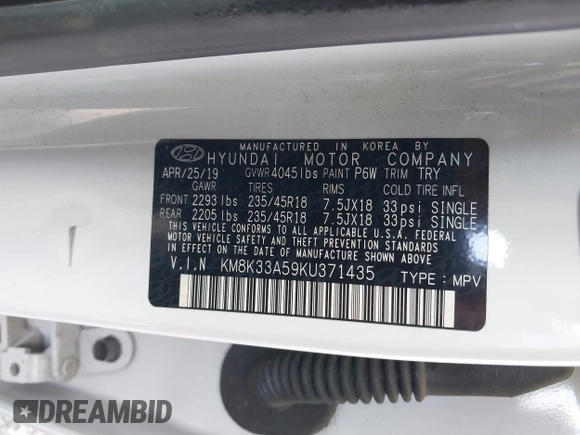 MANUFACTURED IN KOREA BY
HYUNDAI MOTOR COMPANY
APR/25/19 GVWR 4045lbs PAINT P6W TRIM TRY
GAWR TIRES RIMS COLD TIRE INFL
FRONT 2293lbs 235/45R18 7.5JX18 33psi SINGLE
REAR 2205lbs 235/45R18 7.5JX18 33psi SINGLE
THIS VEHICLE CONFORMS TO ALL
APPLICABLE U.S.A. FEDERAL
MOTOR VEHICLE SAFETY STANDARDS
IN EFFECT ON THE DATE OF
MANUFACTURE SHOWN ABOVE.
V.I.N KM8K33A59KU371435 TYPE : MPV
DREAMBID